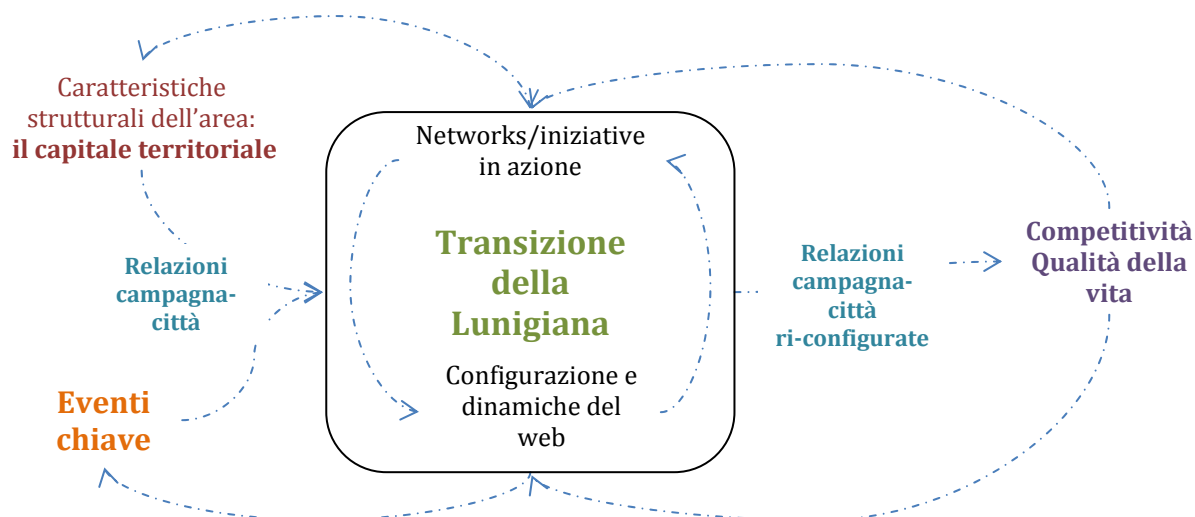 Caratteristiche
strutturali dell’area:
il capitale territoriale
Relazioni
campagna-
città
Eventi
chiave
Networks/iniziative
in azione
Transizione
della
Lunigiana
Configurazione e
dinamiche del
web
Relazioni
campagna-
città
ri-configurate
Competitività
Qualità della
vita